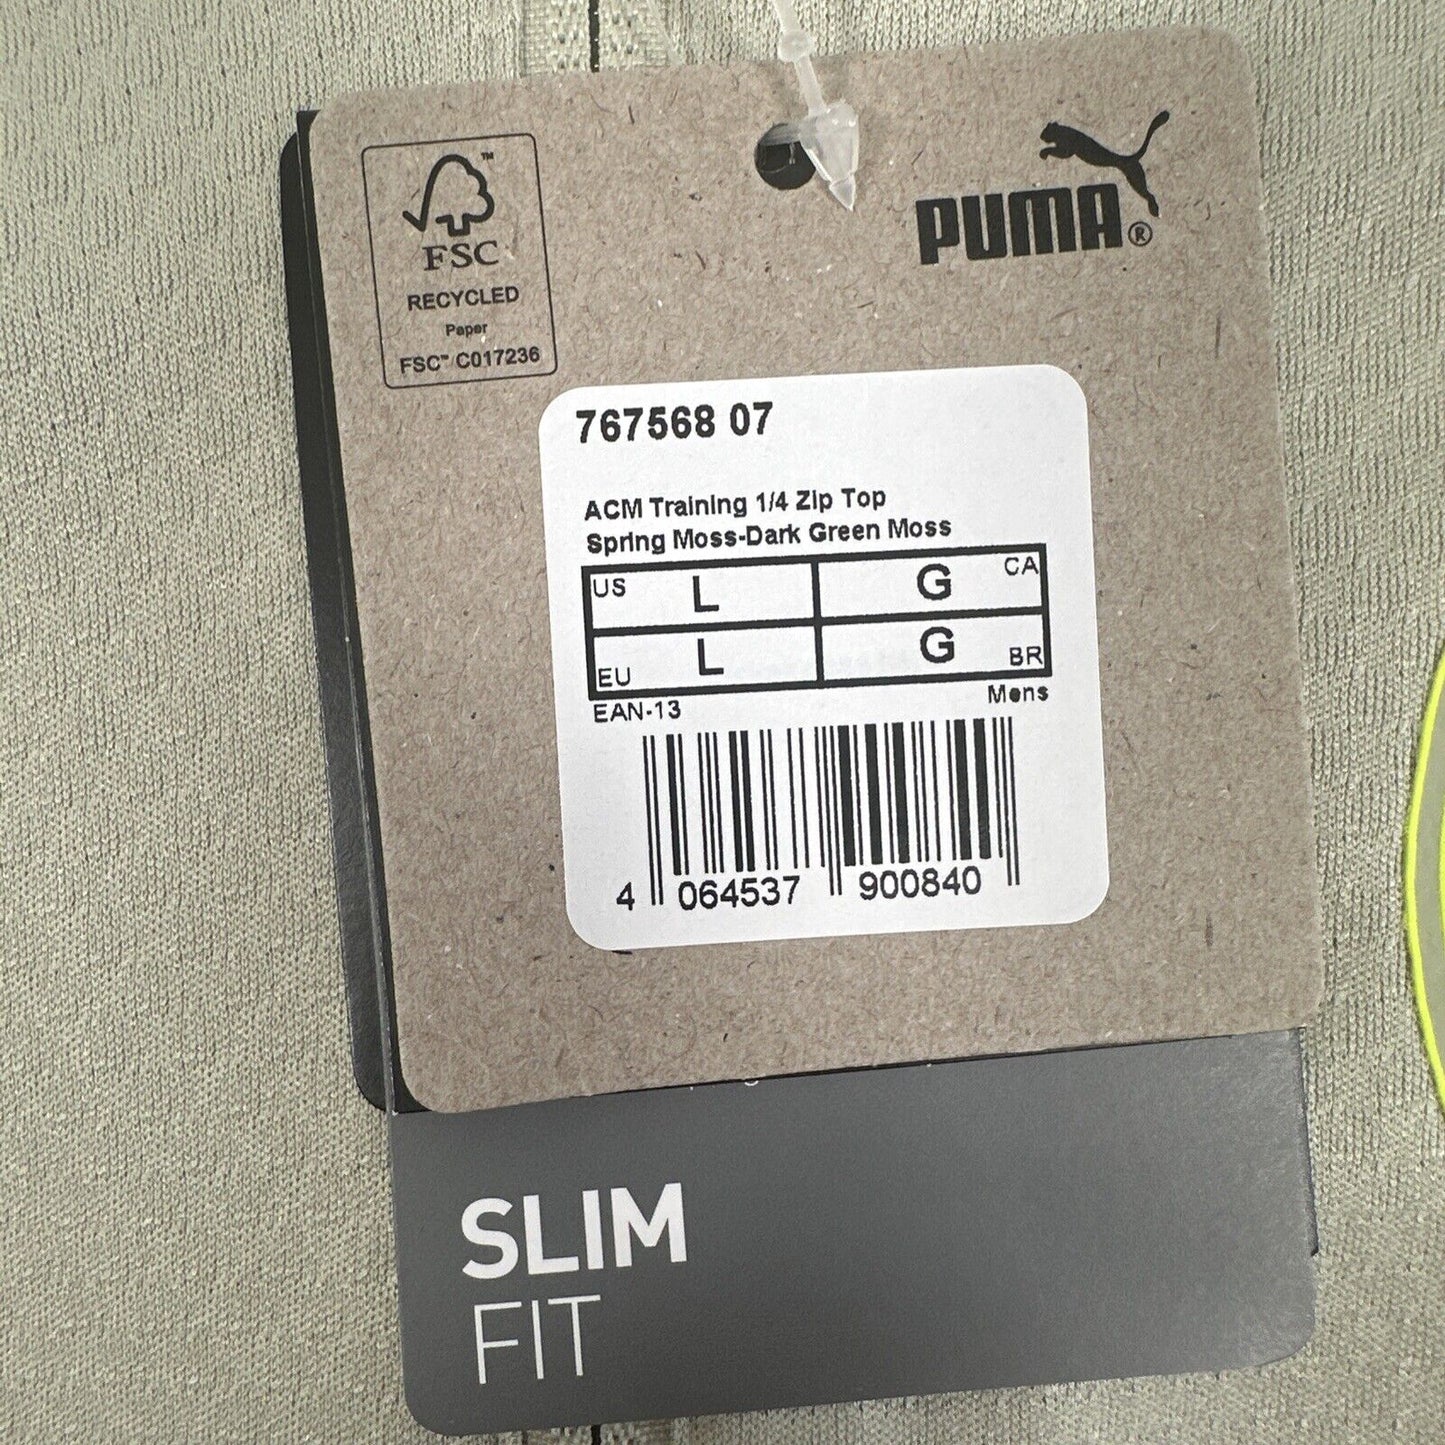 FSC™
RECYCLED
Paper
FSC™ C017236
PUMA®
767568 07
ACM Training 1/4 Zip Top
Spring Moss-Dark Green Moss
US L G CA
EU L G BR
EAN-13 Mens
4 064537 900840
SLIM
FIT